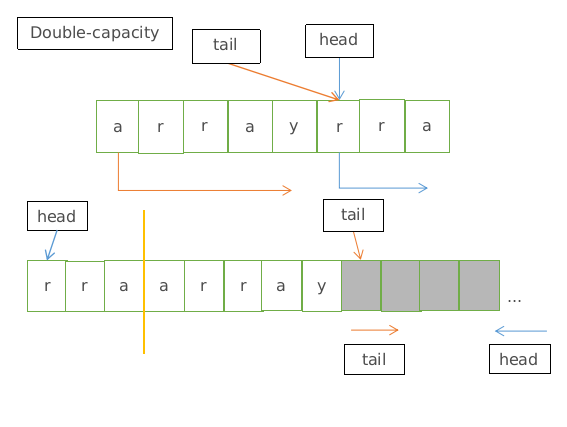 Double-capacity
tail
head
a r r a y r r a
head
tail
r r a a r r a y
...
tail
head